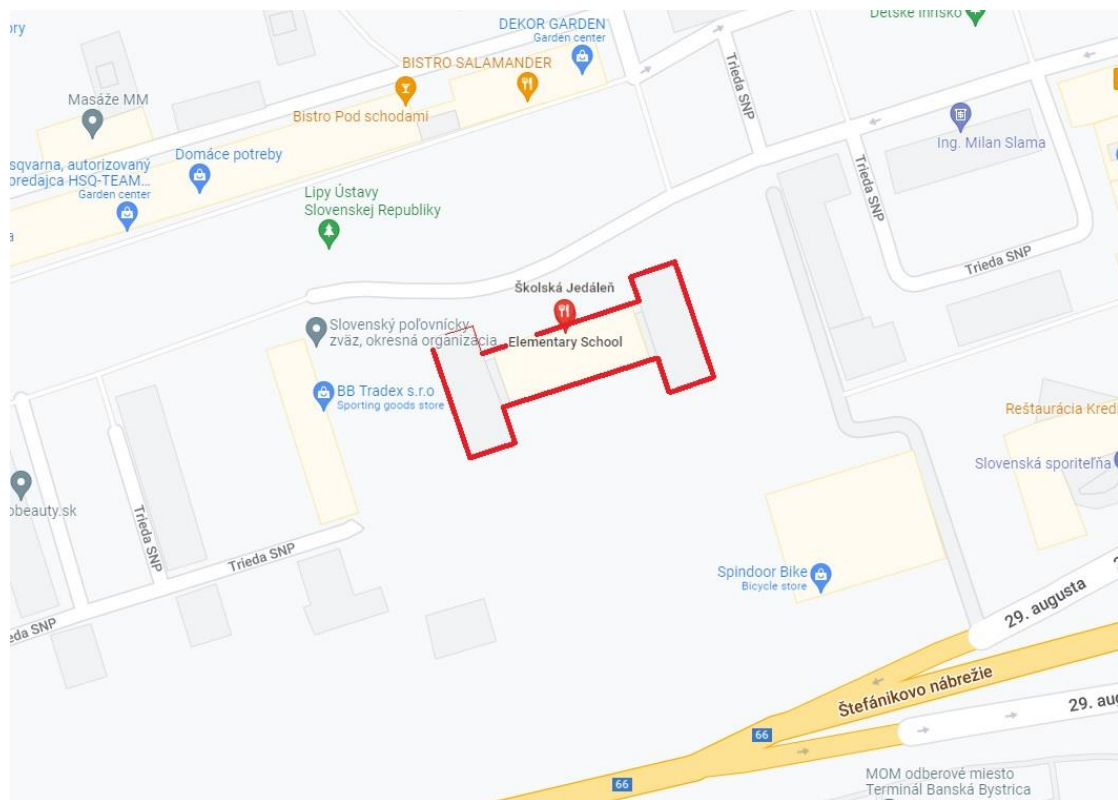 ory
DEKOR GARDEN
Garden center
Detské ihrisko
BISTRO SALAMANDER
Trieda SNP
Masáže MM
Bistro Pod schodami
Ing. Milan Slama
sqvarna, autorizovaný
predajca HSQ-TEAM...
Garden center
Domáce potreby
Trieda SNP
Lipy Ústavy
Slovenskej Republiky
a
Trieda SNP
Školská Jedáleň
Slovenský poľovnícky
zväz, okresná organizácia
Elementary School
BB Tradex s.r.o
Sporting goods store
Reštaurácia Kredi
Slovenská sporiteľňa
obeauty.sk
Trieda SNP
Trieda SNP
Spindoor Bike
Bicycle store
29. augusta
eda SNP
Štefánikovo nábrežie
29. aug
66
66
MOM odberové miesto
Terminál Banská Bystrica